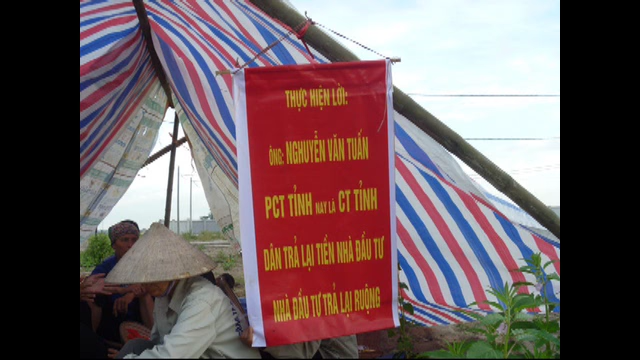 THỰC HIỆN LỜI:
ÔNG: NGHUYỄN VĂN TUẤN
PCT TỈNH NAY LÀ CT TỈNH
DÂN TRẢ LẠI TIỀN NHÀ ĐẦU TƯ
NHÀ ĐẦU TƯ TRẢ LẠI RUỘNG